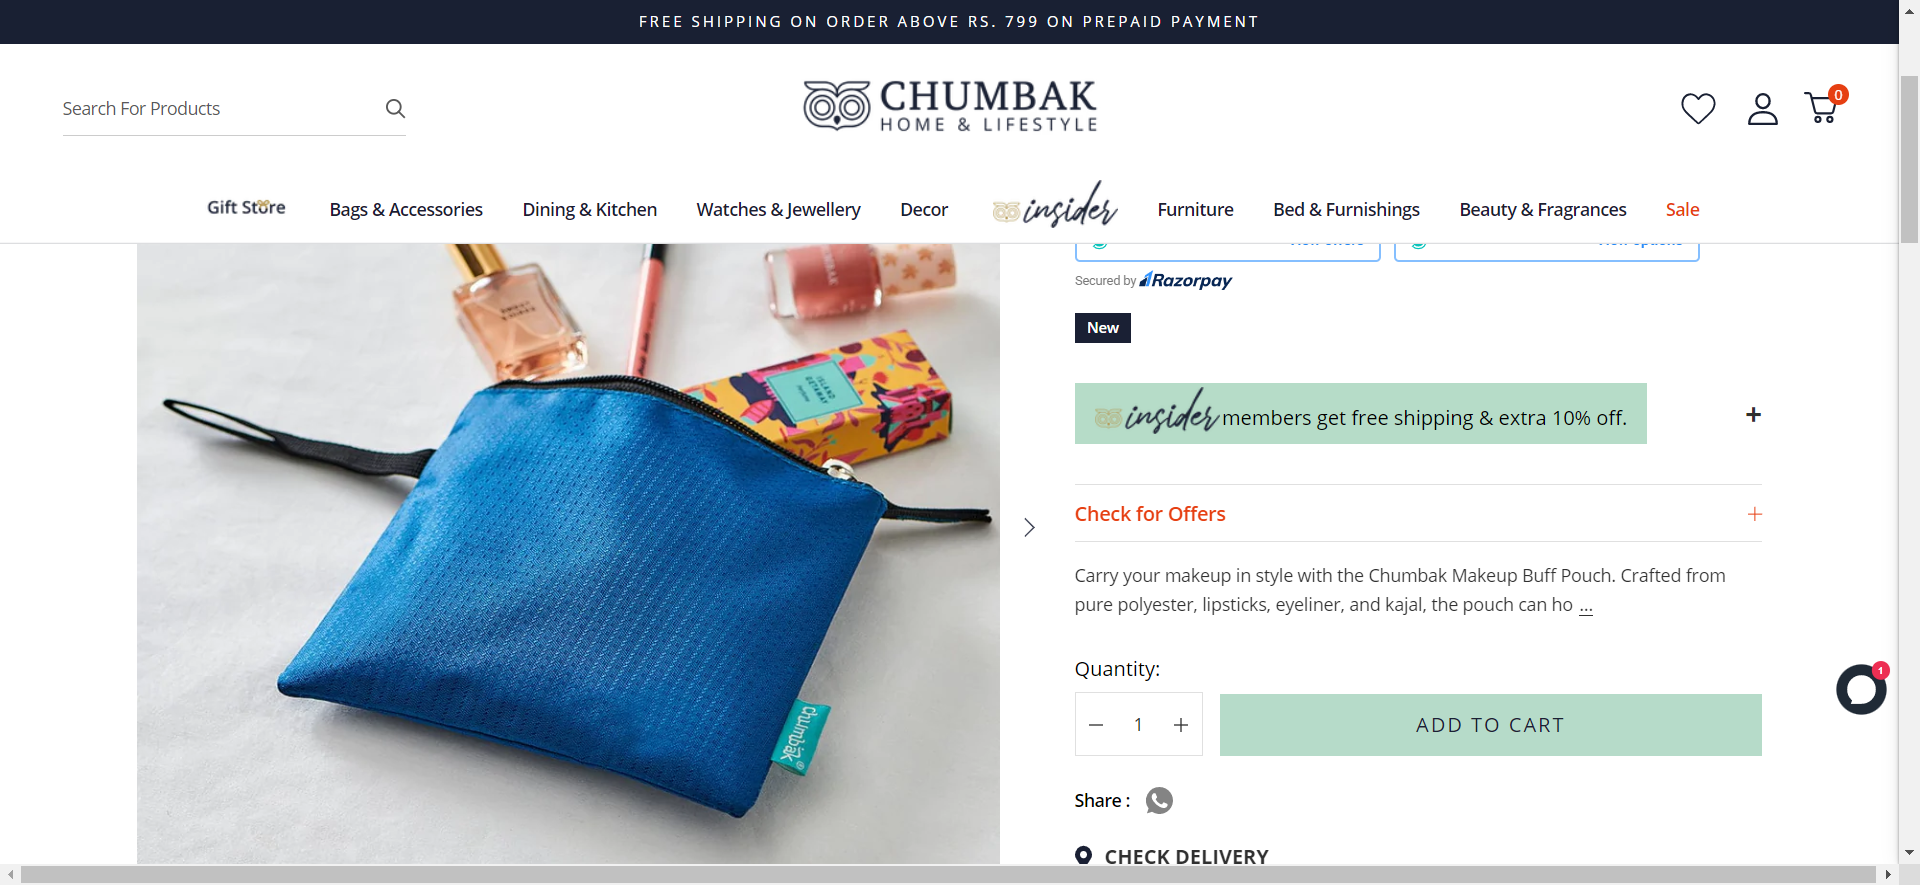 FREE SHIPPING ON ORDER ABOVE RS. 799 ON PREPAID PAYMENT
Search For Products
CHUMBAK
HOME & LIFESTYLE
0
Gift Store
Bags & Accessories
Dining & Kitchen
Watches & Jewellery
Decor
insider
Furniture
Bed & Furnishings
Beauty & Fragrances
Sale
Secured by Razorpay
New
insider members get free shipping & extra 10% off.
Check for Offers
Carry your makeup in style with the Chumbak Makeup Buff Pouch. Crafted from
pure polyester, lipsticks, eyeliner, and kajal, the pouch can ho ...
Quantity:
1
ADD TO CART
1
Share :
CHECK DELIVERY
ISLAND
GETAWAY
chumbak